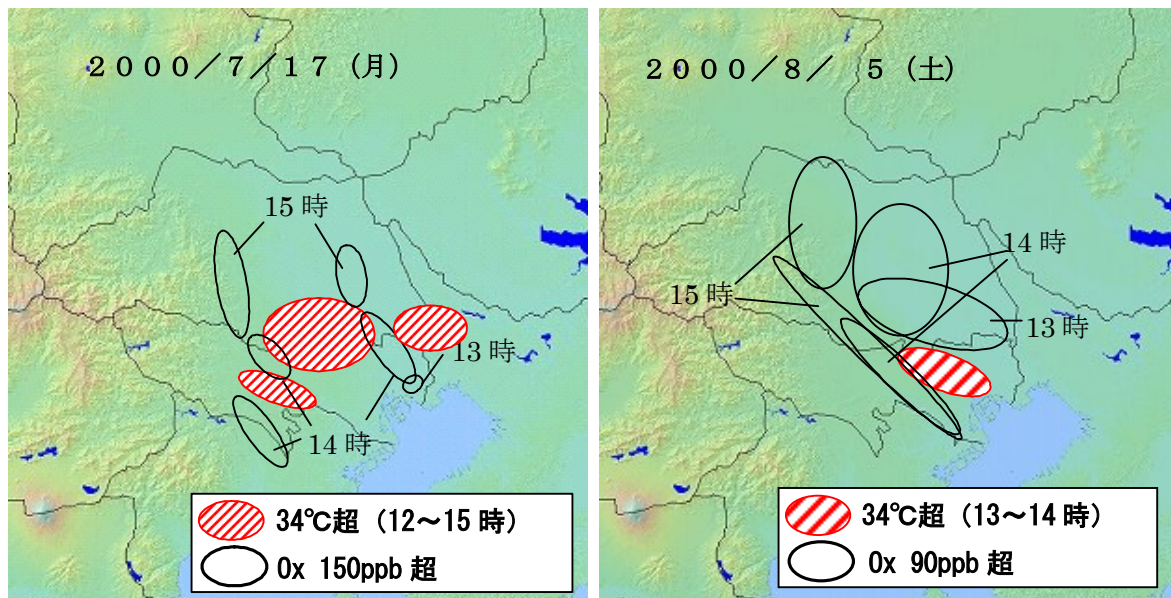 ２０００／７／１７（月）
15 時
13 時
14 時
34℃超（12～15 時）
Ox 150ppb 超
２０００／８／　５（土）
14 時
15 時
13 時
34℃超（13～14 時）
Ox 90ppb 超